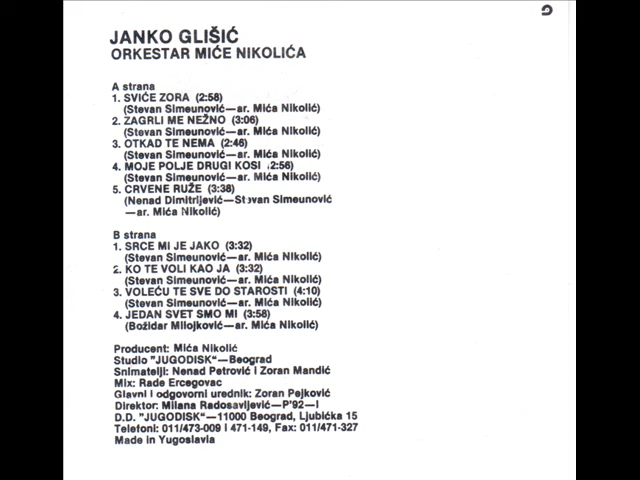 JANKO GLIŠIĆ
ORKESTAR MIĆE NIKOLIĆA
A strana
1. SVIĆE ZORA (2:58)
(Stevan Simeunović—ar. Mića Nikolić)
2. ZAGRLI ME NEŽNO (3:06)
(Stevan Simeunović—ar. Mića Nikolić)
3. OTKAD TE NEMA (2:46)
(Stevan Simeunović—ar. Mića Nikolić)
4. MOJE POLJE DRUGI KOSI (2:56)
(Stevan Simeunović—ar. Mića Nikolić)
5. CRVENE RUŽE (3:38)
(Nenad Dimitrijević—Stevan Simeunović
—ar. Mića Nikolić)
B strana
1. SRCE MI JE JAKO (3:32)
(Stevan Simeunović—ar. Mića Nikolić)
2. KO TE VOLI KAO JA (3:32)
(Stevan Simeunović—ar. Mića Nikolić)
3. VOLEĆU TE SVE DO STAROSTI (4:10)
(Stevan Simeunović—ar. Mića Nikolić)
4. JEDAN SVET SMO MI (3:58)
(Božidar Milojković—ar. Mića Nikolić)
Producent: Mića Nikolić
Studio "JUGODISK“—Beograd
Snimatelji: Nenad Petrović i Zoran Mandić
Mix: Rade Ercegovac
Glavni i odgovorni urednik: Zoran Pejković
Direktor: Milana Radosavljević—P'92—I
D.D. "JUGODISK“—11000 Beograd, Ljubićka 15
Telefoni: 011/473-009 i 471-149, Fax: 011/471-327
Made in Yugoslavia